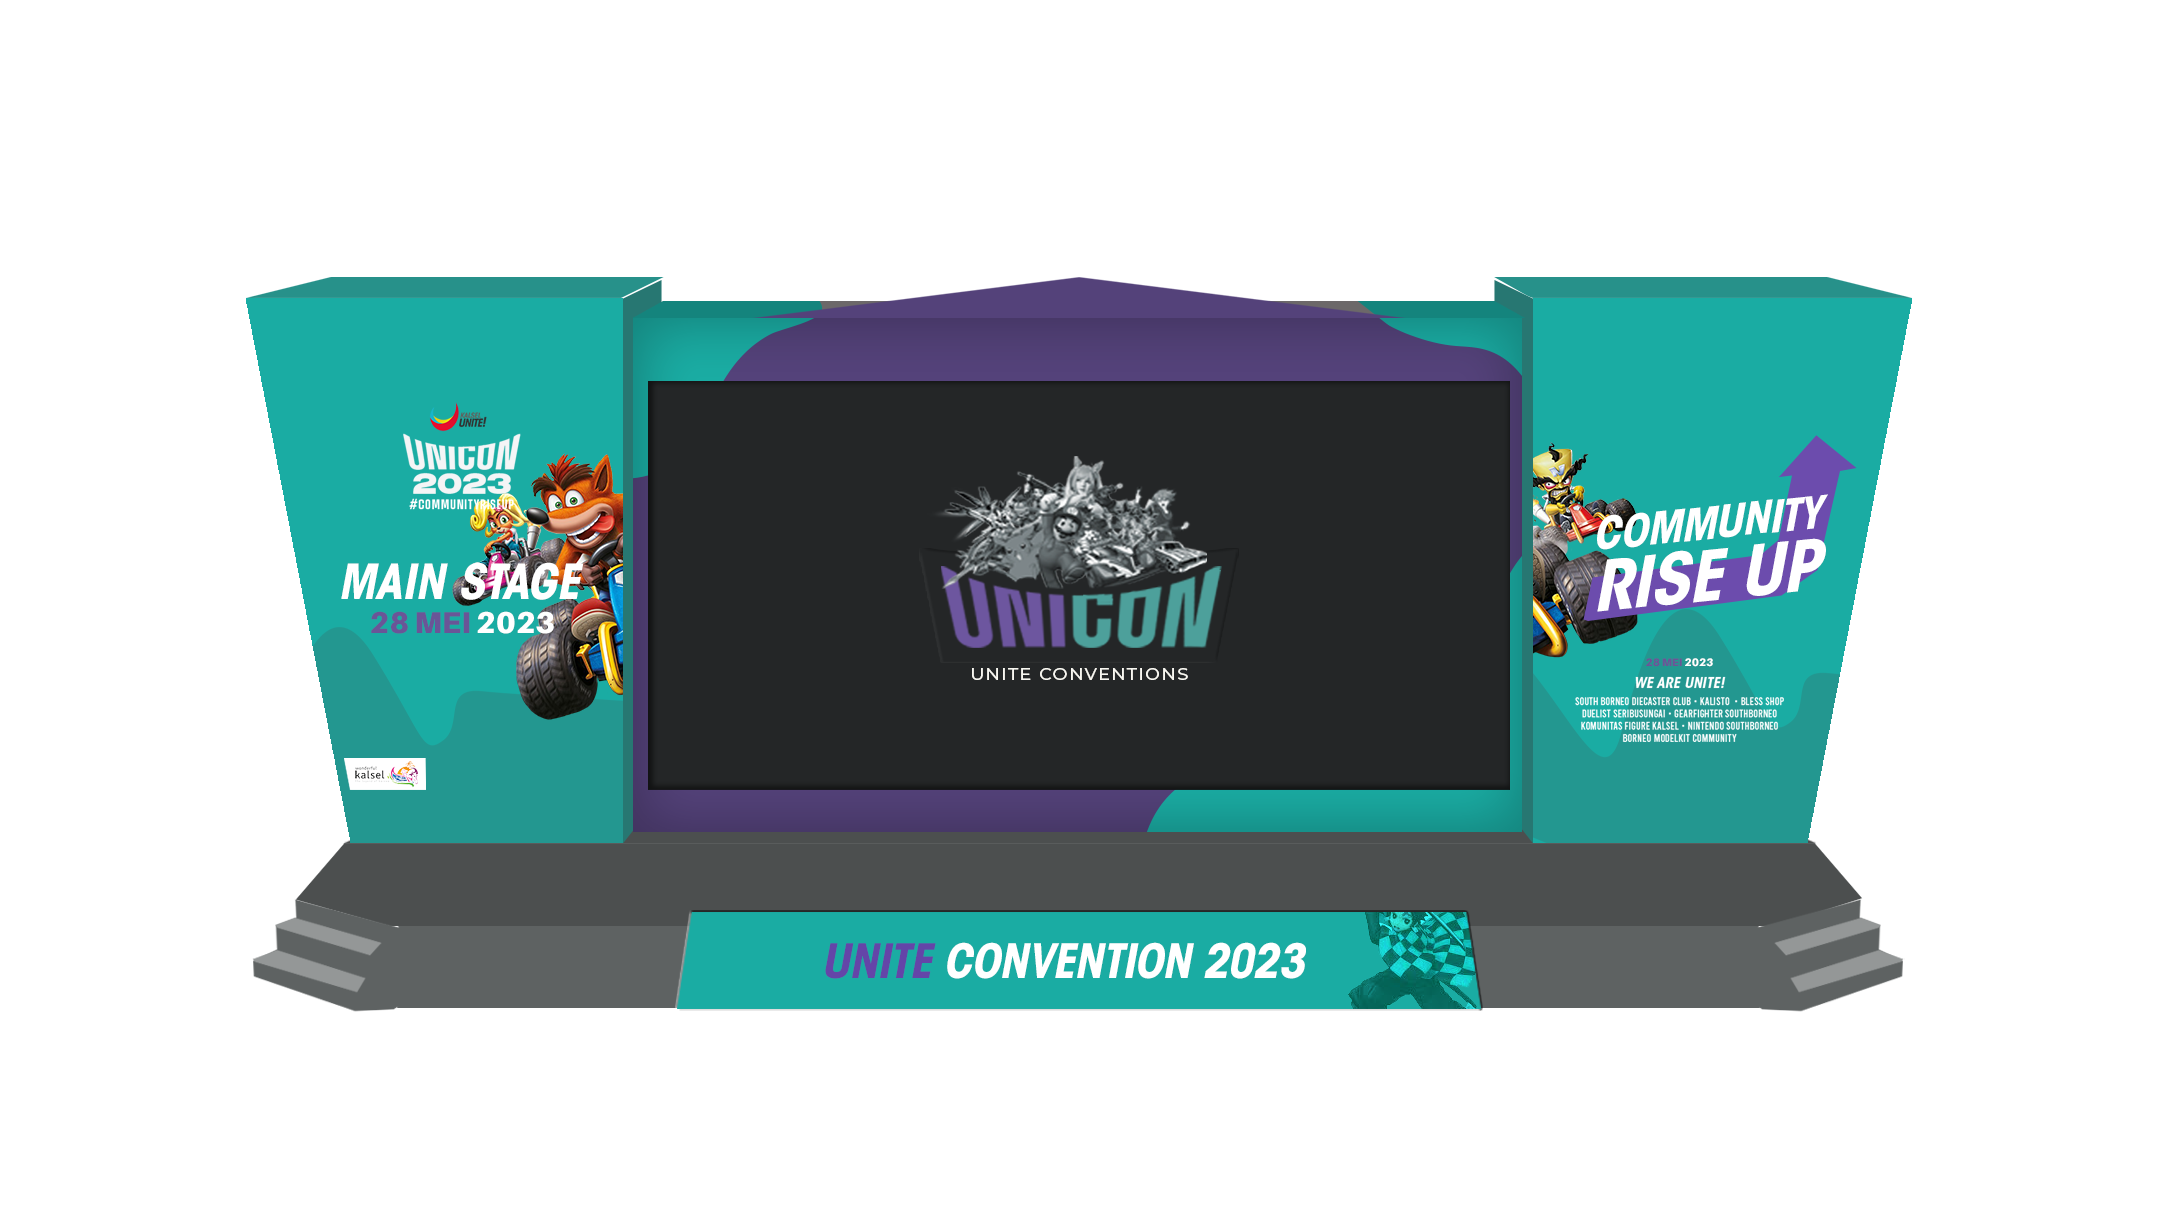 UNITE!
UNICON
2023
#COMMUNITYRISEUP
MAIN STAGE
28 MEI 2023
wonderful
kalsel
UNICON
UNITE CONVENTIONS
COMMUNITY
RISE UP
28 MEI 2023
WE ARE UNITE!
SOUTH BORNEO DIECASTER CLUB • KALISTO • BLESS SHOP
DUELIST SERIBUSUNGAI • GEARFIGHTER SOUTHBORNEO
KOMUNITAS FIGURE KALSEL • NINTENDO SOUTHBORNEO
BORNEO MODELKIT COMMUNITY
UNITE CONVENTION 2023